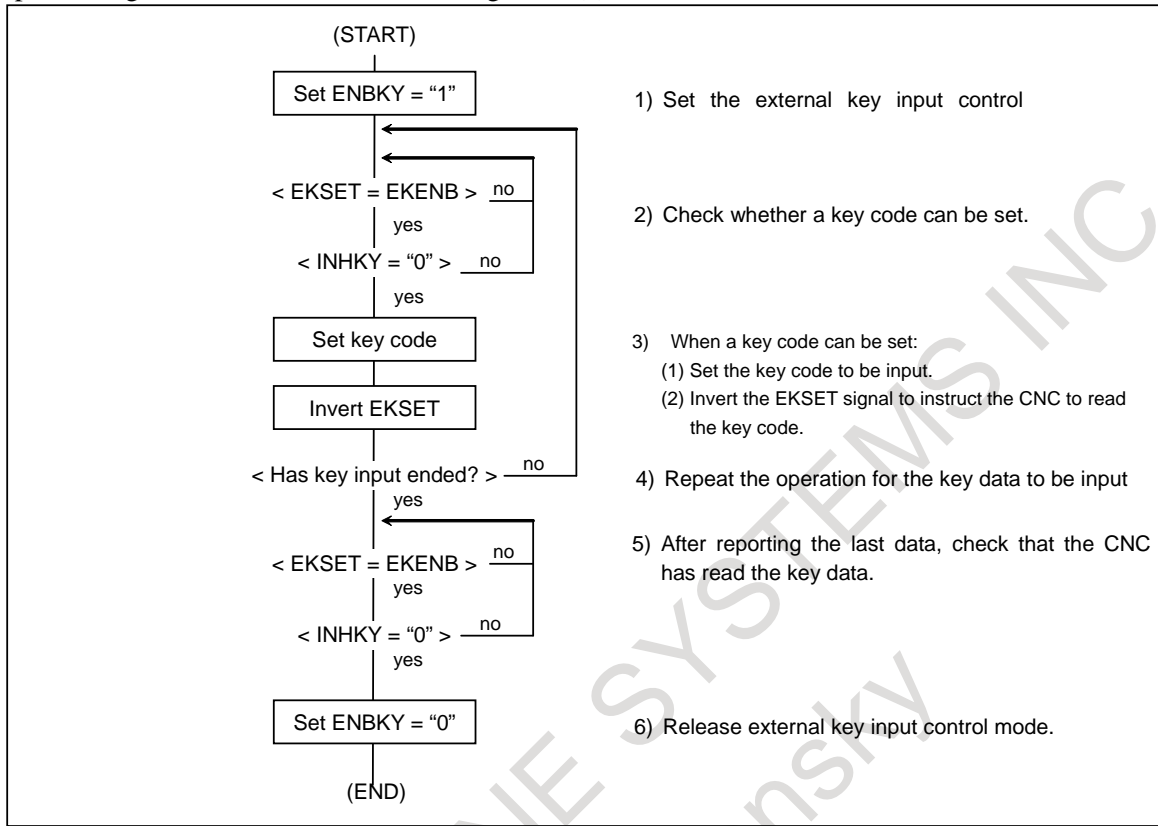 (START)
Set ENBKY = “1”
1) Set the external key input control
< EKSET = EKENB > no
yes
2) Check whether a key code can be set.
< INHKY = “0” > no
yes
Set key code
3) When a key code can be set:
(1) Set the key code to be input.
Invert EKSET
(2) Invert the EKSET signal to instruct the CNC to read
the key code.
< Has key input ended? > no
yes
4) Repeat the operation for the key data to be input
5) After reporting the last data, check that the CNC
has read the key data.
< EKSET = EKENB > no
yes
< INHKY = “0” > no
yes
Set ENBKY = “0”
6) Release external key input control mode.
(END)
NE SYSTEMS INC
nsky